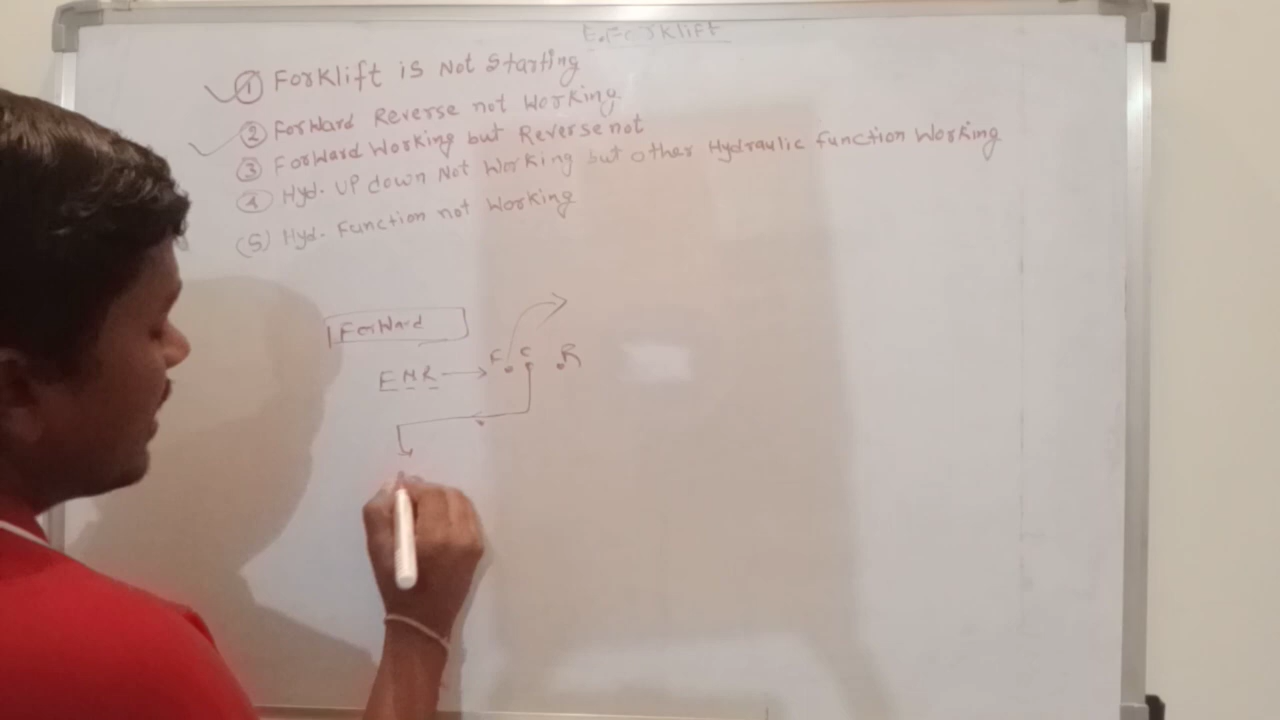 E.Forklift
① Forklift is Not Starting
② Forward Reverse not Working
③ Forward Working but Reverse not
④ Hyd. UP down Not Working but other Hydraulic function Working
(5) Hyd. Function not Working
Forward
F C R
FNR